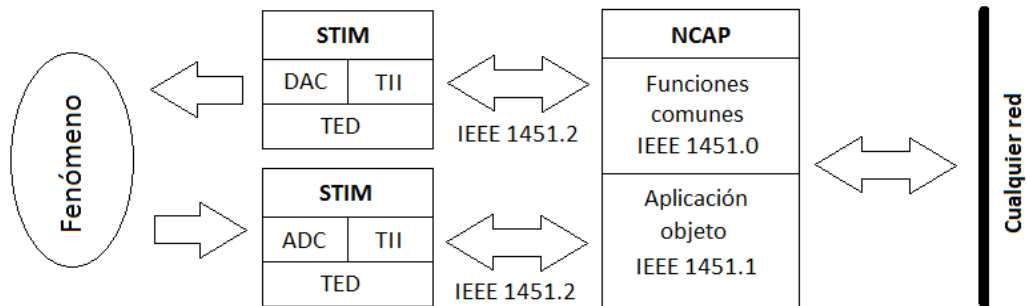 Fenómeno
STIM
DAC
TII
TED
IEEE 1451.2
STIM
ADC
TII
TED
IEEE 1451.2
NCAP
Funciones
comunes
IEEE 1451.0
Aplicación
objeto
IEEE 1451.1
Cualquier red